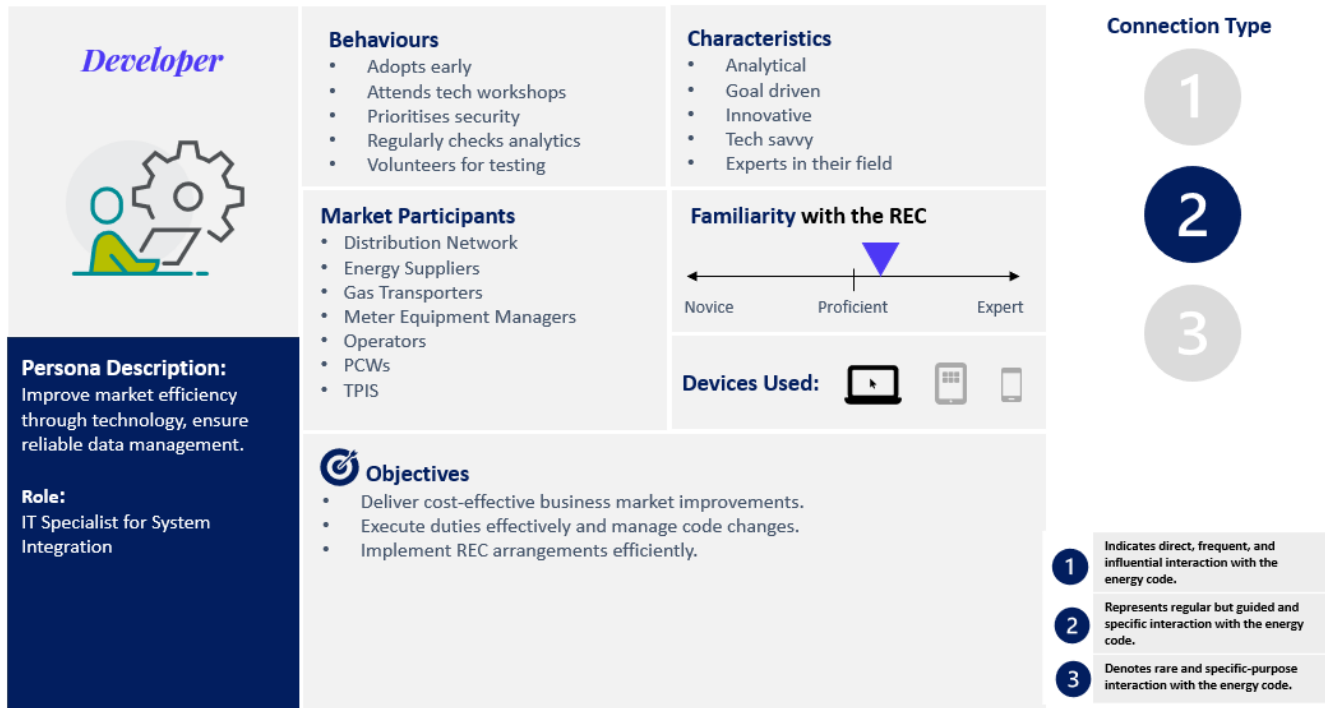 Developer
Persona Description:
Improve market efficiency
through technology, ensure
reliable data management.
Role:
IT Specialist for System
Integration
Behaviours
• Adopts early
• Attends tech workshops
• Prioritises security
• Regularly checks analytics
• Volunteers for testing
Characteristics
• Analytical
• Goal driven
• Innovative
• Tech savvy
• Experts in their field
Market Participants
• Distribution Network
• Energy Suppliers
• Gas Transporters
• Meter Equipment Managers
• Operators
• PCWs
• TPIS
Familiarity with the REC
Novice Proficient Expert
Devices Used:
Objectives
• Deliver cost-effective business market improvements.
• Execute duties effectively and manage code changes.
• Implement REC arrangements efficiently.
Connection Type
1
2
3
1 Indicates direct, frequent, and
influential interaction with the
energy code.
2 Represents regular but guided and
specific interaction with the energy
code.
3 Denotes rare and specific-purpose
interaction with the energy code.